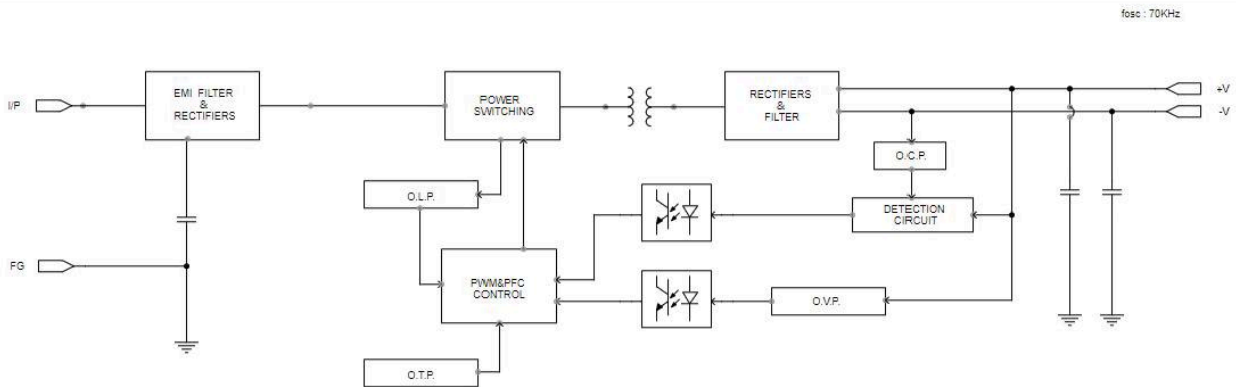 fosc : 70KHz
I/P
EMI FILTER
&
RECTIFIERS
POWER
SWITCHING
RECTIFIERS
&
FILTER
+V
-V
O.C.P.
O.L.P.
DETECTION
CIRCUIT
FG
PWM&PFC
CONTROL
O.V.P.
O.T.P.